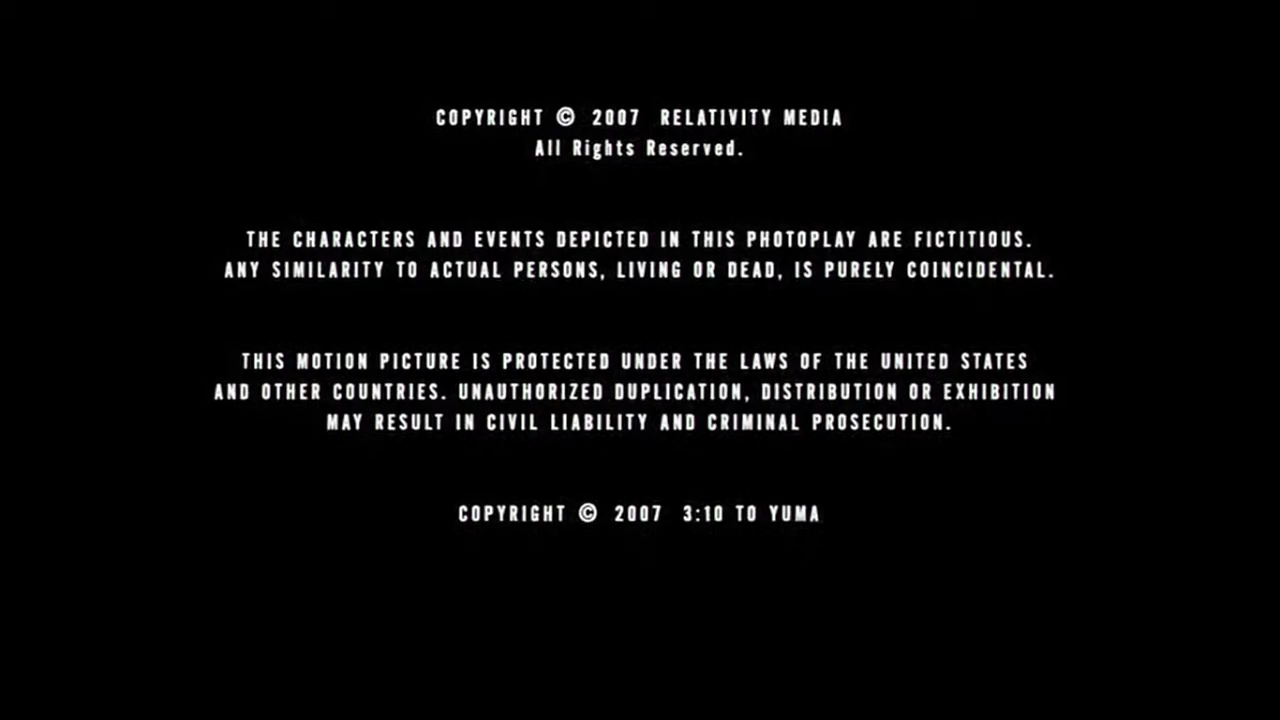 COPYRIGHT © 2007 RELATIVITY MEDIA
All Rights Reserved.
THE CHARACTERS AND EVENTS DEPICTED IN THIS PHOTOPLAY ARE FICTITIOUS.
ANY SIMILARITY TO ACTUAL PERSONS, LIVING OR DEAD, IS PURELY COINCIDENTAL.
THIS MOTION PICTURE IS PROTECTED UNDER THE LAWS OF THE UNITED STATES
AND OTHER COUNTRIES. UNAUTHORIZED DUPLICATION, DISTRIBUTION OR EXHIBITION
MAY RESULT IN CIVIL LIABILITY AND CRIMINAL PROSECUTION.
COPYRIGHT © 2007 3:10 TO YUMA